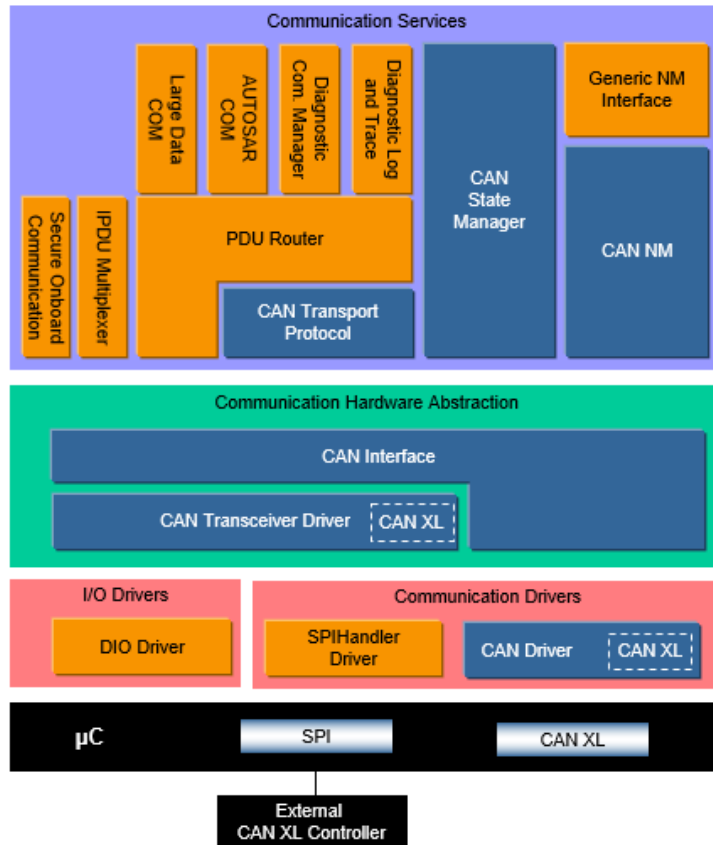 Communication Services
Large Data
COM
AUTOSAR
COM
Diagnostic
Com. Manager
Diagnostic Log
and Trace
CAN
State
Manager
Generic NM
Interface
Secure Onboard
Communication
IPDU Multiplexer
PDU Router
CAN NM
CAN Transport
Protocol
Communication Hardware Abstraction
CAN Interface
CAN Transceiver Driver
CAN XL
I/O Drivers
DIO Driver
Communication Drivers
SPIHandler
Driver
CAN Driver
CAN XL
µC
SPI
CAN XL
External
CAN XL Controller